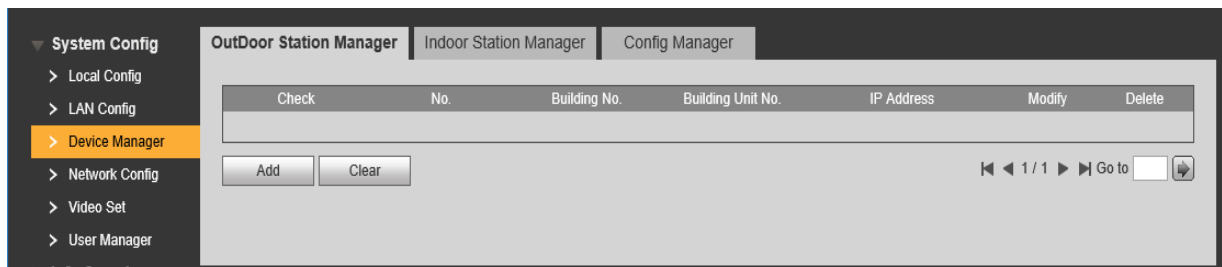 System Config
Local Config
LAN Config
Device Manager
Network Config
Video Set
User Manager
OutDoor Station Manager Indoor Station Manager Config Manager
Check No. Building No. Building Unit No. IP Address Modify Delete
Add Clear 1 / 1 Go to